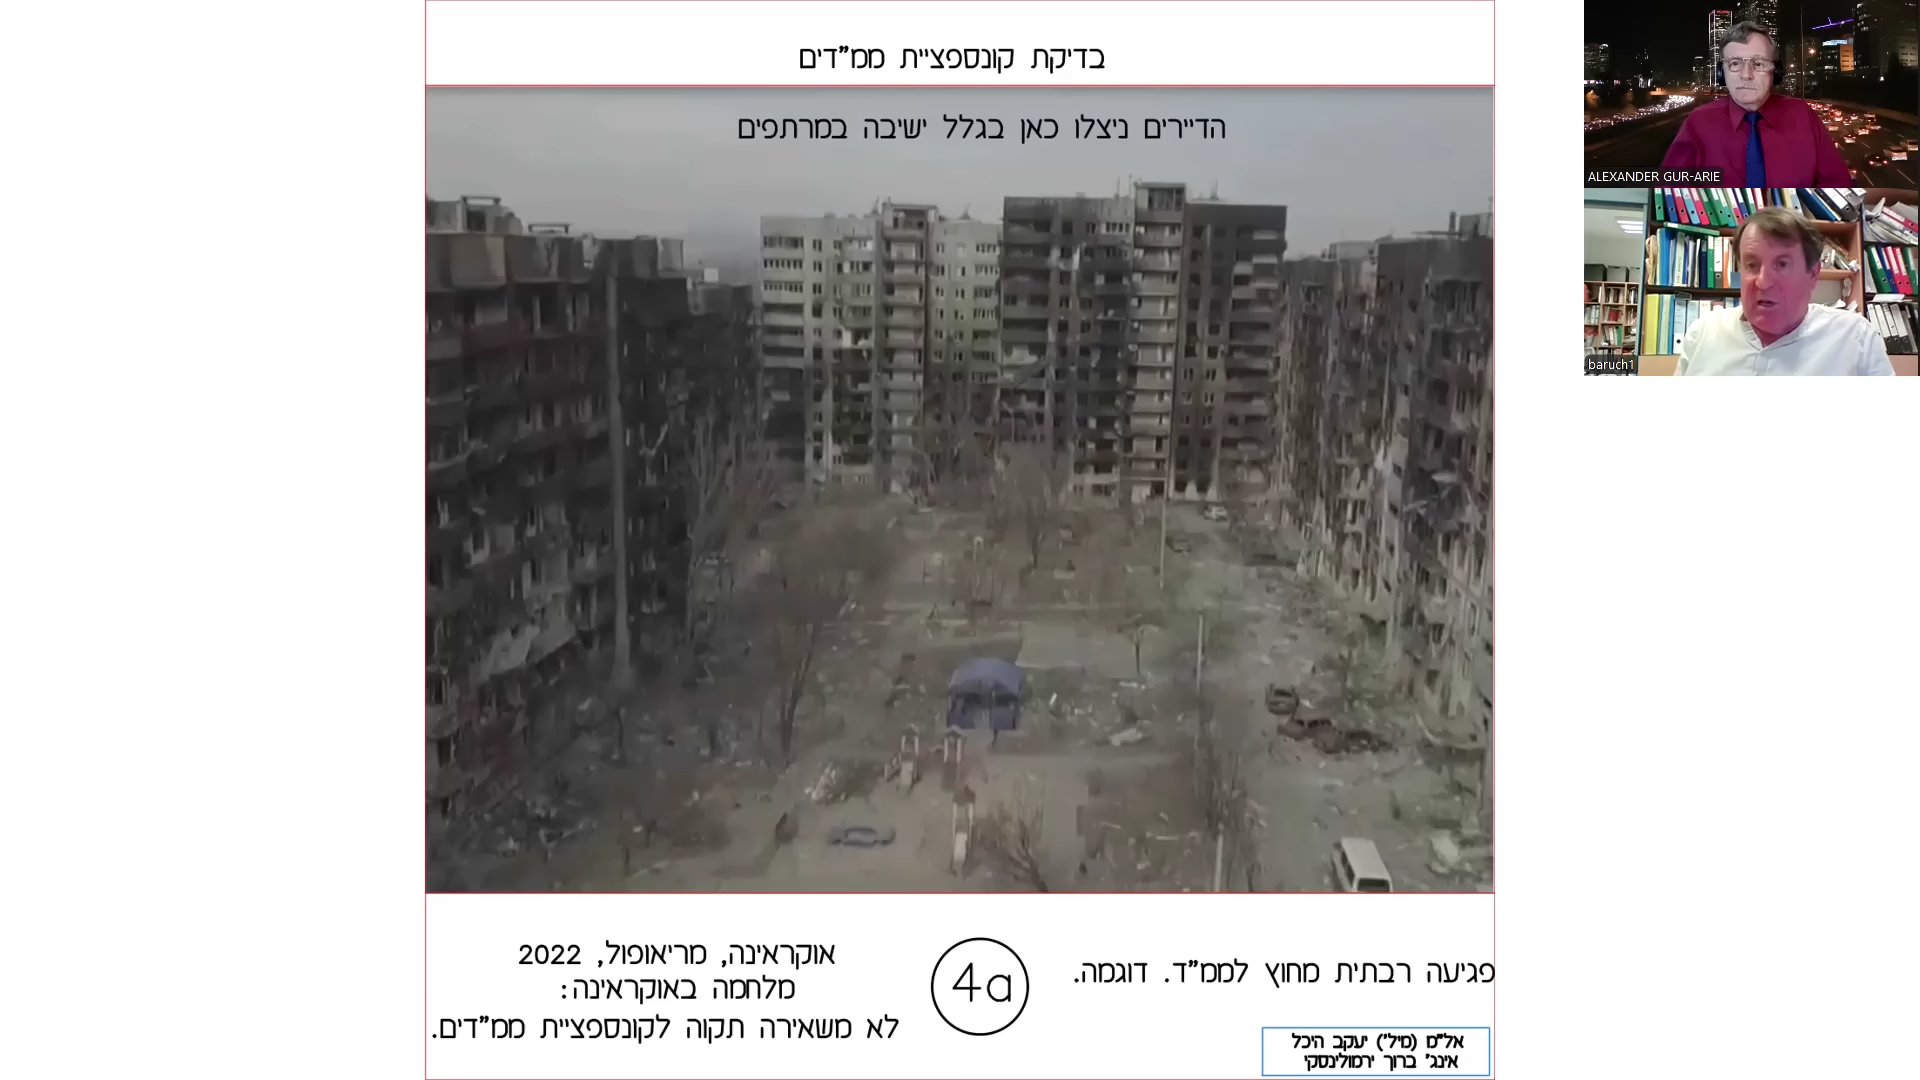 בדיקת קונספציית ממ"דים
הדיירים ניצלו כאן בגלל ישיבה במרתפים
ALEXANDER GUR-ARIE
baruch1
פגיעה רבתית מחוץ לממ"ד. דוגמה.
4a
אוקראינה, מריאופול, 2022
מלחמה באוקראינה:
לא משאירה תקוה לקונספציית ממ"דים.
אל"מ (מיל') יעקב היכל
אינג' ברוך ירמולינסקי